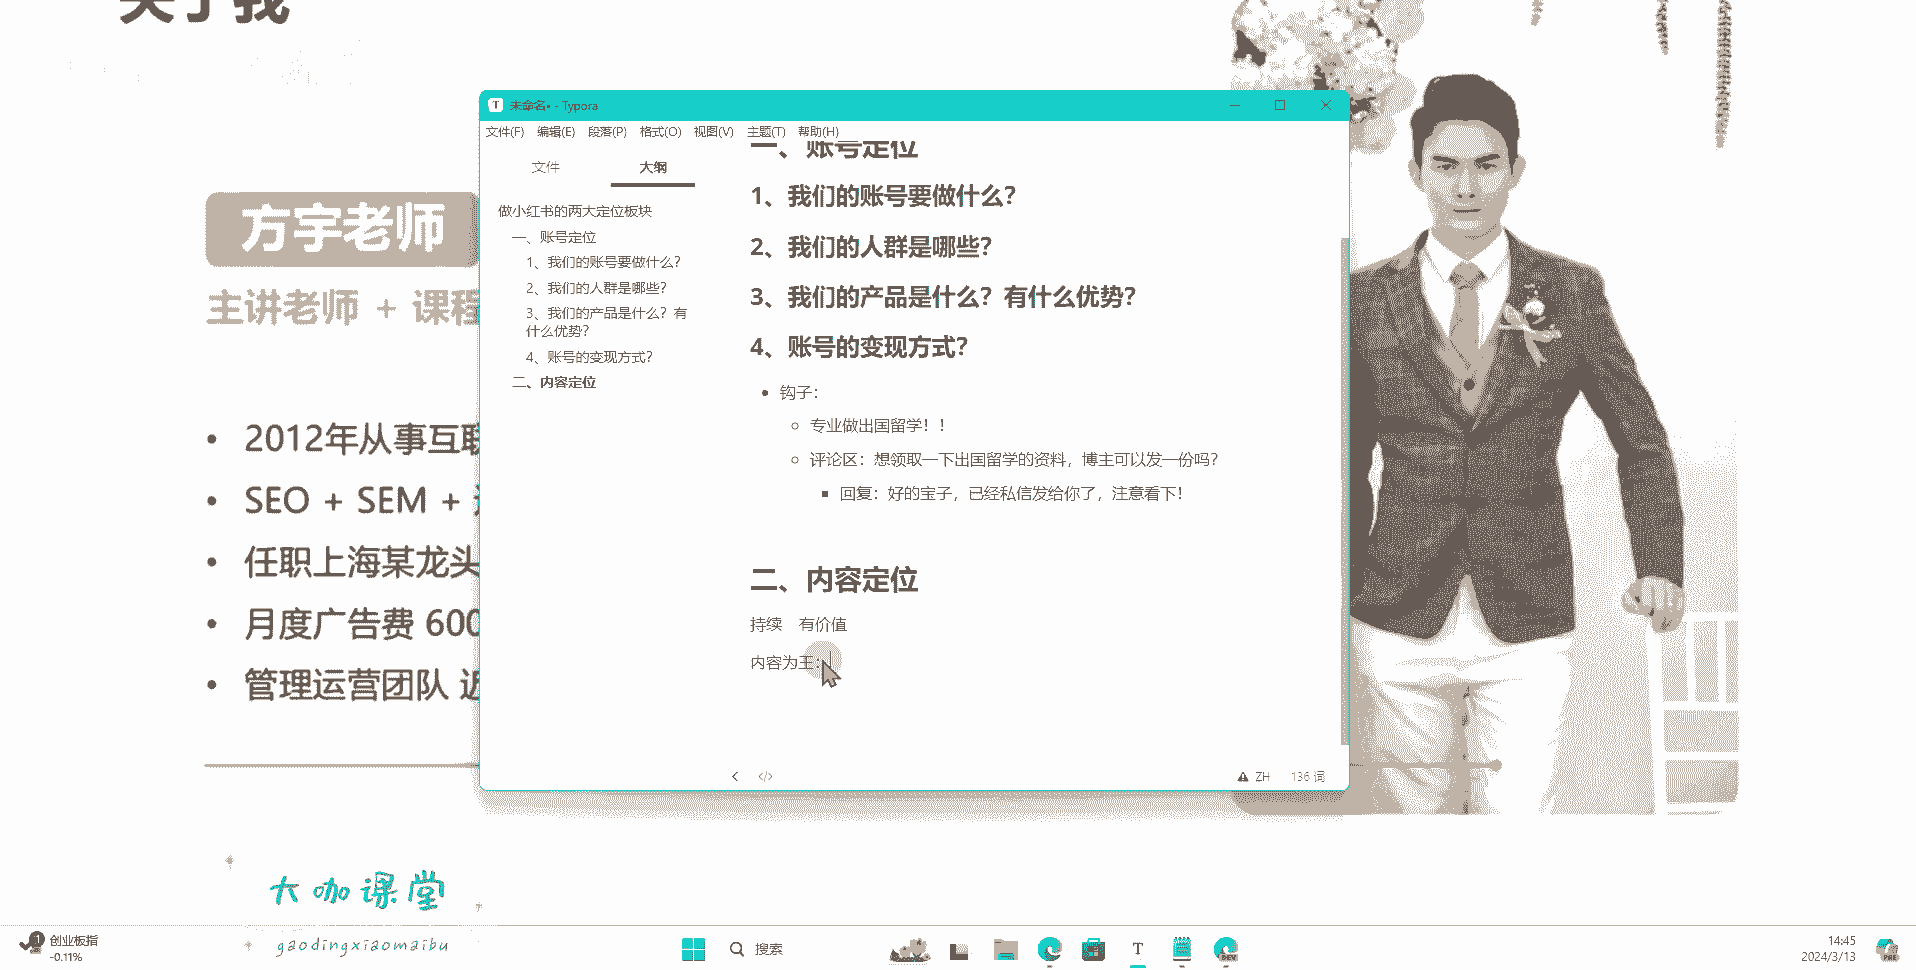 关于我
方宇老师
主讲老师 + 课程
2012年从事互联
SEO + SEM +
任职上海某龙头
月度广告费 600
管理运营团队 近
未命名• - Typora
文件(F) 编辑(E) 段落(P) 格式(O) 视图(V) 主题(T) 帮助(H)
文件 大纲
做小红书的两大定位板块
一、账号定位
1、我们的账号要做什么？
2、我们的人群是哪些？
3、我们的产品是什么？有
什么优势？
4、账号的变现方式？
二、内容定位
一、账号定位
1、我们的账号要做什么？
2、我们的人群是哪些？
3、我们的产品是什么？有什么优势？
4、账号的变现方式？
钩子：
专业做出国留学！！
评论区：想领取一下出国留学的资料，博主可以发一份吗？
回复：好的宝子，已经私信发给你了，注意看下！
二、内容定位
持续 有价值
内容为王：
ZH 136 词
大咖课堂
gaodingxiaomaibu
1
创业板指
-0.11%
搜索
T
DEV
14:45
2024/3/13
PRE